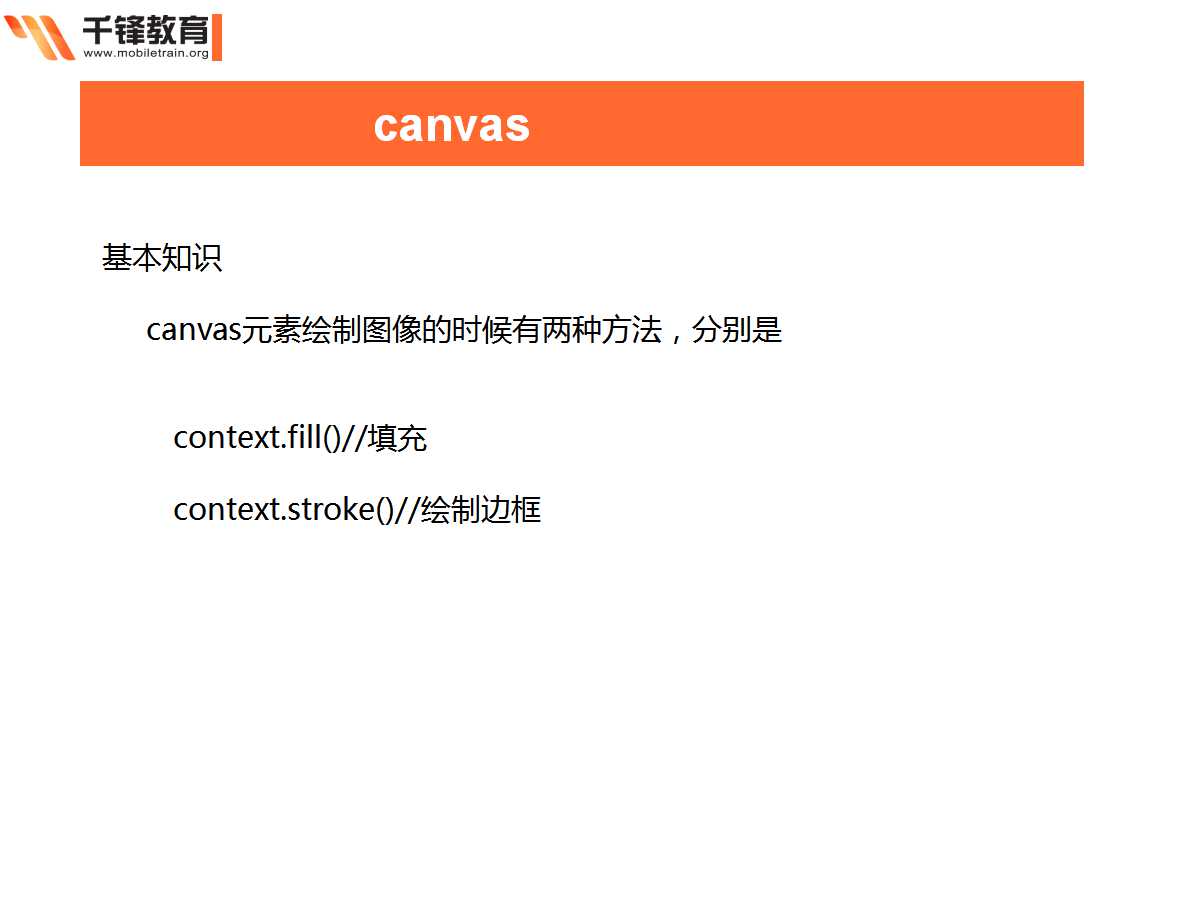 千锋教育
www.mobiletrain.org
canvas
基本知识
canvas元素绘制图像的时候有两种方法，分别是
context.fill()//填充
context.stroke()//绘制边框